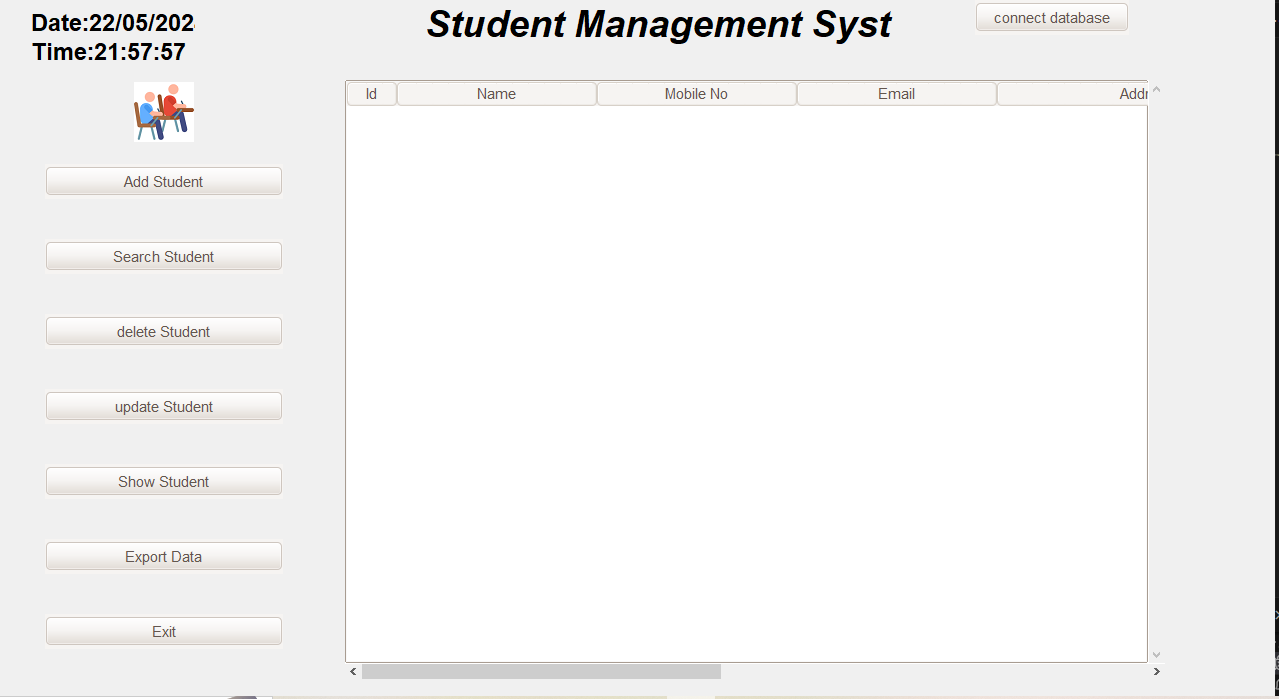 Date:22/05/202
Time:21:57:57
Student Management Syst
connect database
Id Name Mobile No Email Addr
Add Student
Search Student
delete Student
update Student
Show Student
Export Data
Exit